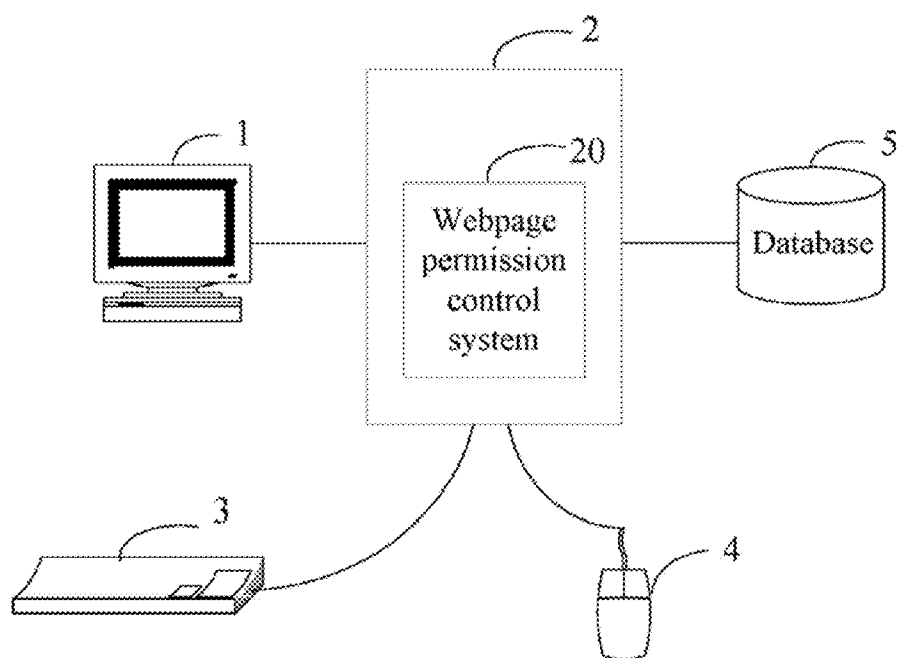 2
1
20
5
Webpage
permission
control
system
Database
3
4